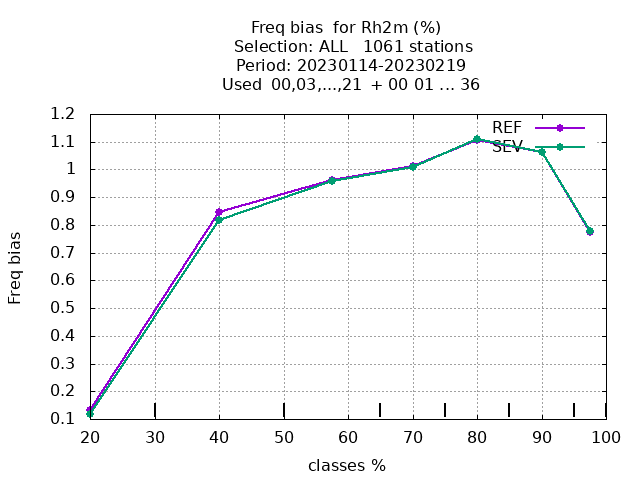 Freq bias  for Rh2m (%)
Selection: ALL   1061 stations
Period: 20230114-20230219
Used  00,03,...,21  + 00 01 ... 36
REF
SEV
1.2
1.1
1
0.9
0.8
0.7
0.6
0.5
0.4
0.3
0.2
0.1
Freq bias
20 30 40 50 60 70 80 90 100
classes %